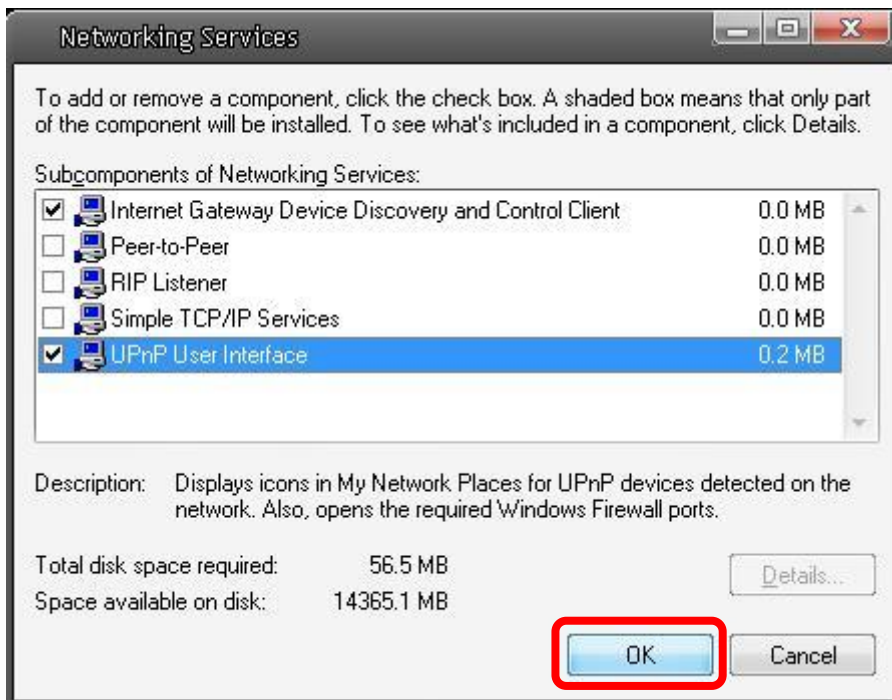 Networking Services
To add or remove a component, click the check box. A shaded box means that only part
of the component will be installed. To see what's included in a component, click Details.
Subcomponents of Networking Services:
Internet Gateway Device Discovery and Control Client 0.0 MB
Peer-to-Peer 0.0 MB
RIP Listener 0.0 MB
Simple TCP/IP Services 0.0 MB
UPnP User Interface 0.2 MB
Description: Displays icons in My Network Places for UPnP devices detected on the
network. Also, opens the required Windows Firewall ports.
Total disk space required: 56.5 MB
Space available on disk: 14365.1 MB
Details...
OK Cancel